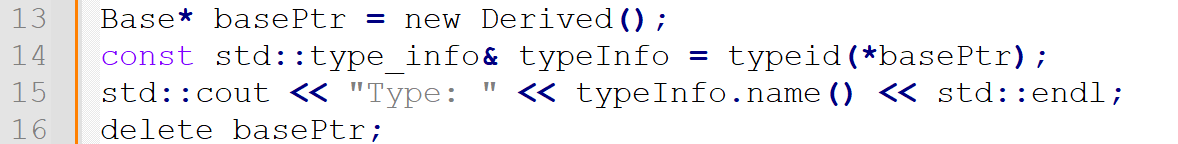 13 Base* basePtr = new Derived();
14 const std::type_info& typeInfo = typeid(*basePtr);
15 std::cout << "Type: " << typeInfo.name() << std::endl;
16 delete basePtr;